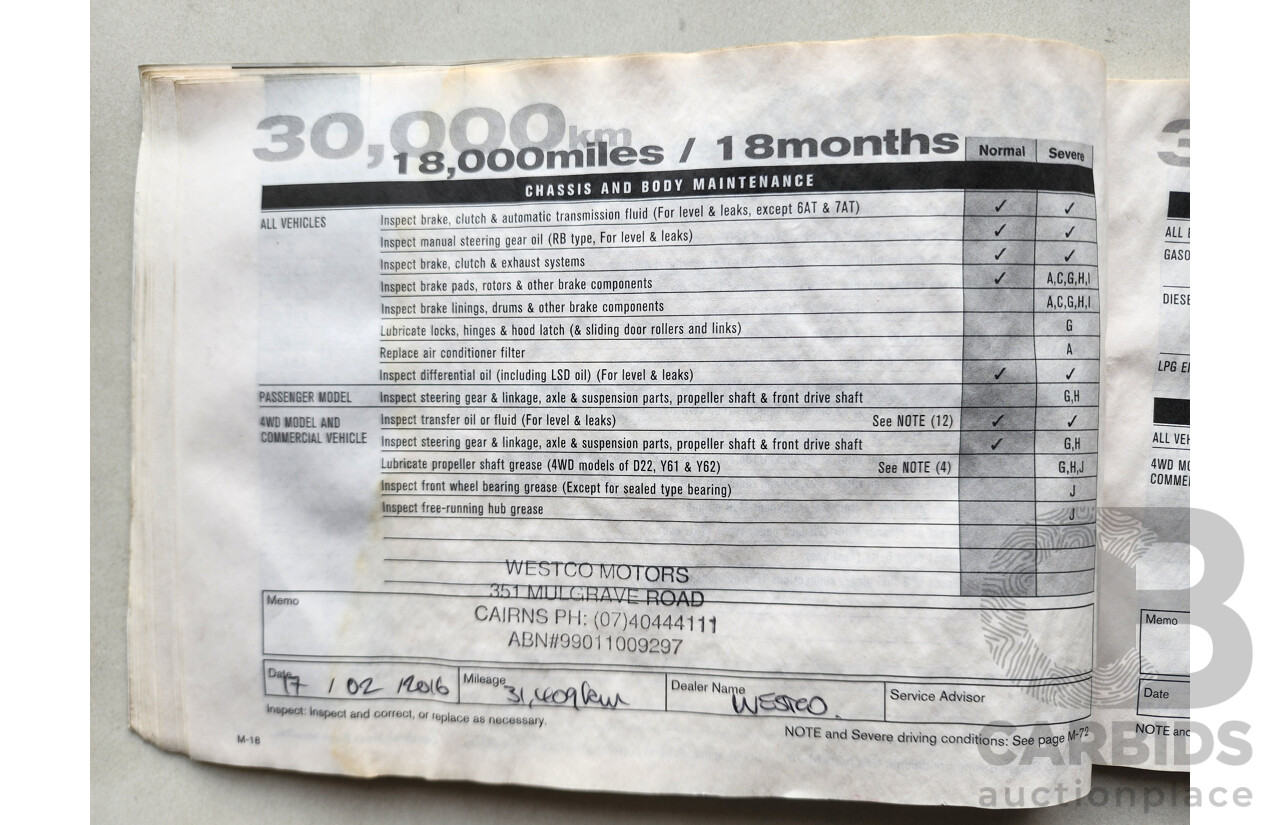 30,000km
18,000miles / 18months
Normal Severe
CHASSIS AND BODY MAINTENANCE
ALL VEHICLES Inspect brake, clutch & automatic transmission fluid (For level & leaks, except 6AT & 7AT) ✓ ✓
Inspect manual steering gear oil (RB type, For level & leaks) ✓ ✓
Inspect brake, clutch & exhaust systems ✓ ✓
Inspect brake pads, rotors & other brake components ✓ A,C,G,H,I
Inspect brake linings, drums & other brake components A,C,G,H,I
Lubricate locks, hinges & hood latch (& sliding door rollers and links) G
Replace air conditioner filter A
Inspect differential oil (including LSD oil) (For level & leaks) ✓ ✓
PASSENGER MODEL Inspect steering gear & linkage, axle & suspension parts, propeller shaft & front drive shaft G,H
4WD MODEL AND Inspect transfer oil or fluid (For level & leaks) See NOTE (12) ✓ ✓
COMMERCIAL VEHICLE Inspect steering gear & linkage, axle & suspension parts, propeller shaft & front drive shaft ✓ G,H
Lubricate propeller shaft grease (4WD models of D22, Y61 & Y62) See NOTE (4) G,H,J
Inspect front wheel bearing grease (Except for sealed type bearing) J
Inspect free-running hub grease J
WESTCO MOTORS
351 MULGRAVE ROAD
CAIRNS PH: (07)40444111
ABN#99011009297
Memo
Date 17 / 02 / 2016 Mileage 31,409km Dealer Name WESTCO. Service Advisor
Inspect: Inspect and correct, or replace as necessary.
NOTE and Severe driving conditions: See page M-72
M-18
3
ALL E
GASO
DIESE
LPG E
ALL VEH
4WD MO
COMME
Memo
Date
NOTE and
CB
CARBIDS
auctionplace